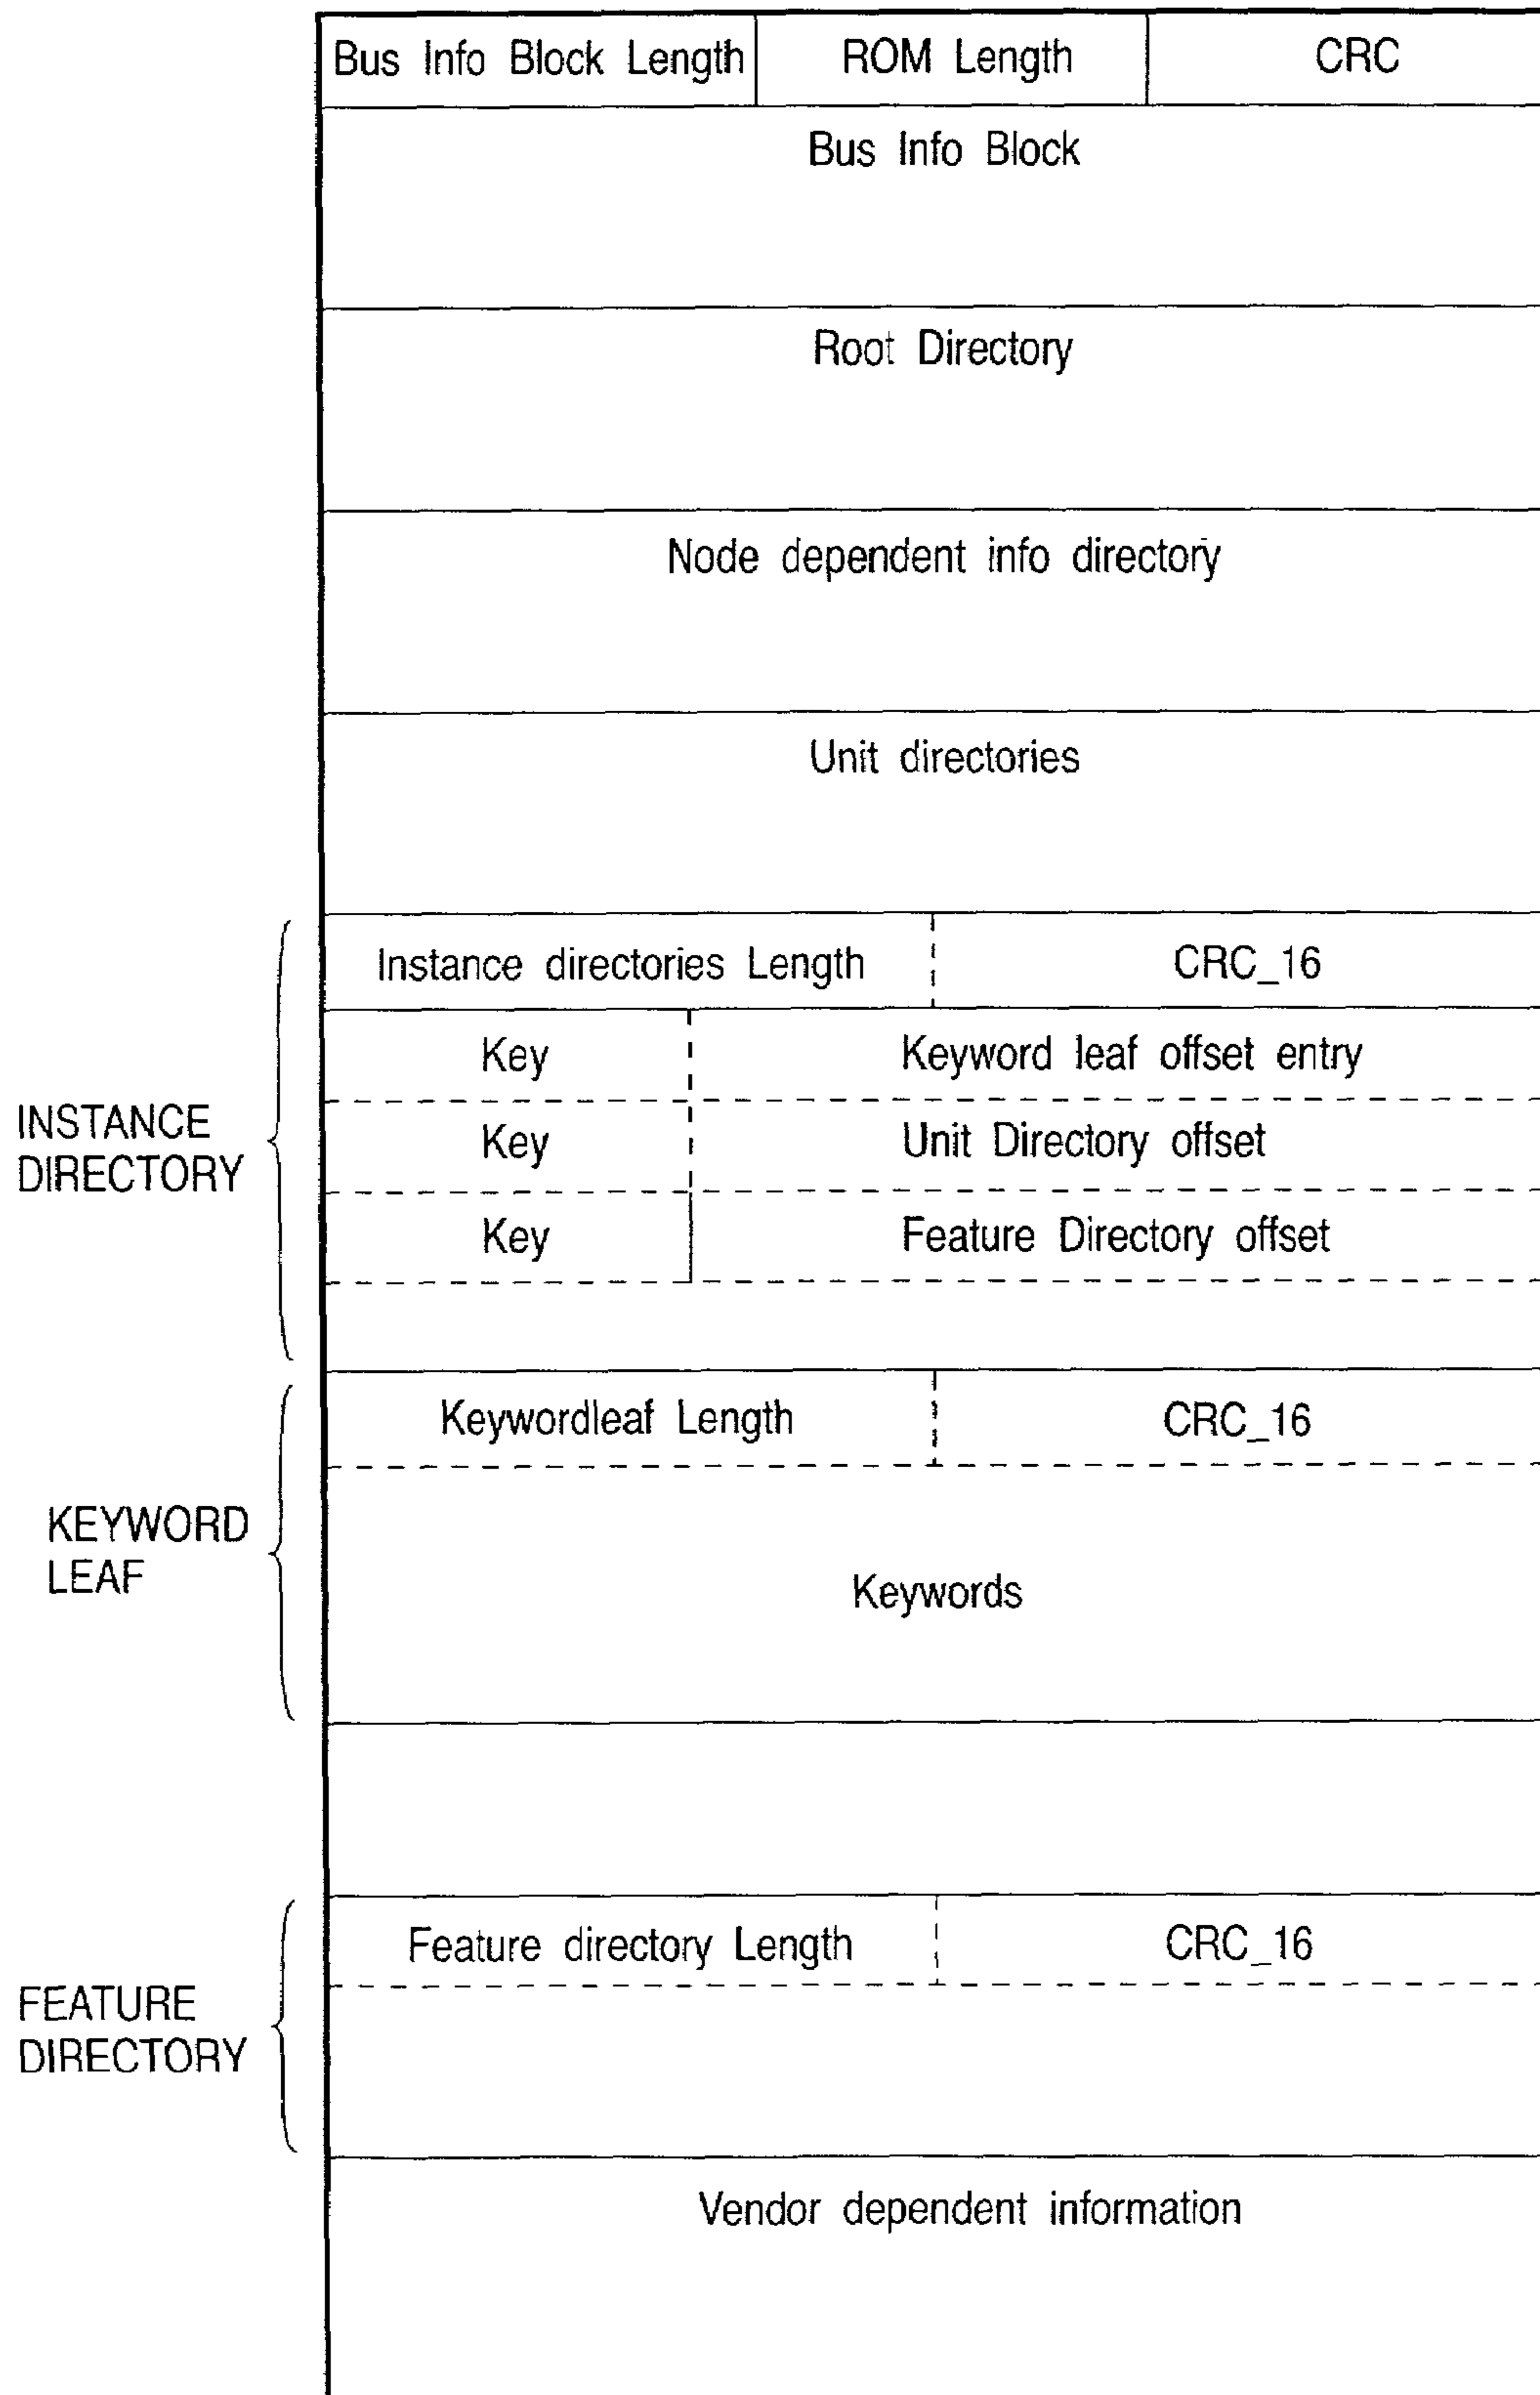 Bus Info Block Length ROM Length CRC
Bus Info Block
Root Directory
Node dependent info directory
Unit directories
Instance directories Length CRC_16
Key Keyword leaf offset entry
INSTANCE
DIRECTORY
Key Unit Directory offset
Key Feature Directory offset
Keywordleaf Length CRC_16
KEYWORD
LEAF
Keywords
Feature directory Length CRC_16
FEATURE
DIRECTORY
Vendor dependent information